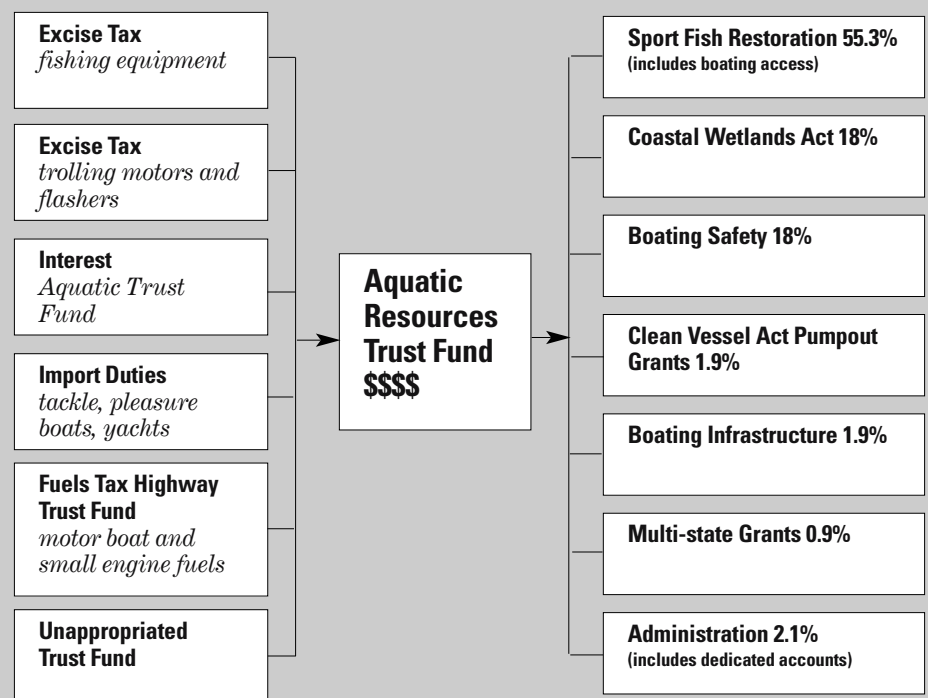 Excise Tax
fishing equipment
Excise Tax
trolling motors and
flashers
Interest
Aquatic Trust
Fund
Import Duties
tackle, pleasure
boats, yachts
Fuels Tax Highway
Trust Fund
motor boat and
small engine fuels
Unappropriated
Trust Fund
Aquatic
Resources
Trust Fund
$$$$
Sport Fish Restoration 55.3%
(includes boating access)
Coastal Wetlands Act 18%
Boating Safety 18%
Clean Vessel Act Pumpout
Grants 1.9%
Boating Infrastructure 1.9%
Multi-state Grants 0.9%
Administration 2.1%
(includes dedicated accounts)